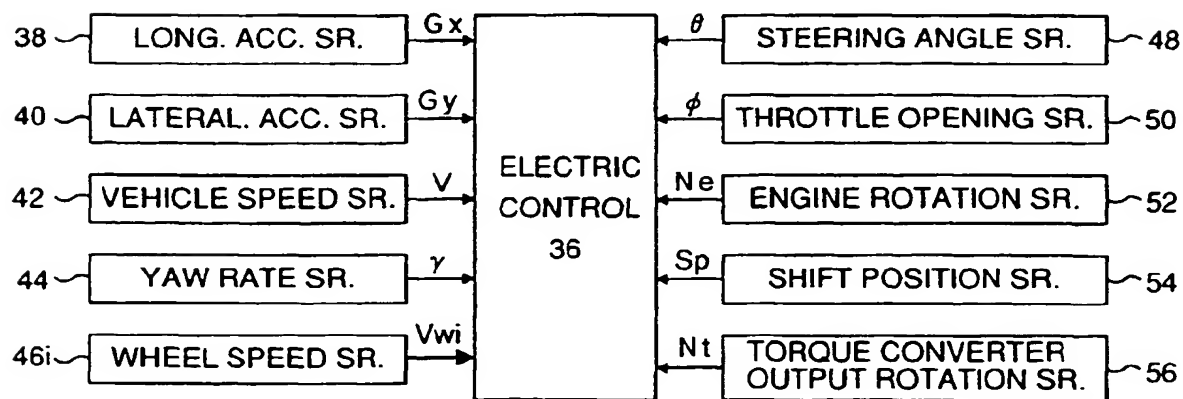 38
LONG. ACC. SR.
Gx
40
LATERAL. ACC. SR.
Gy
42
VEHICLE SPEED SR.
V
44
YAW RATE SR.
γ
46i
WHEEL SPEED SR.
Vwi
ELECTRIC
CONTROL
36
θ
STEERING ANGLE SR.
48
ϕ
THROTTLE OPENING SR.
50
Ne
ENGINE ROTATION SR.
52
Sp
SHIFT POSITION SR.
54
Nt
TORQUE CONVERTER
OUTPUT ROTATION SR.
56